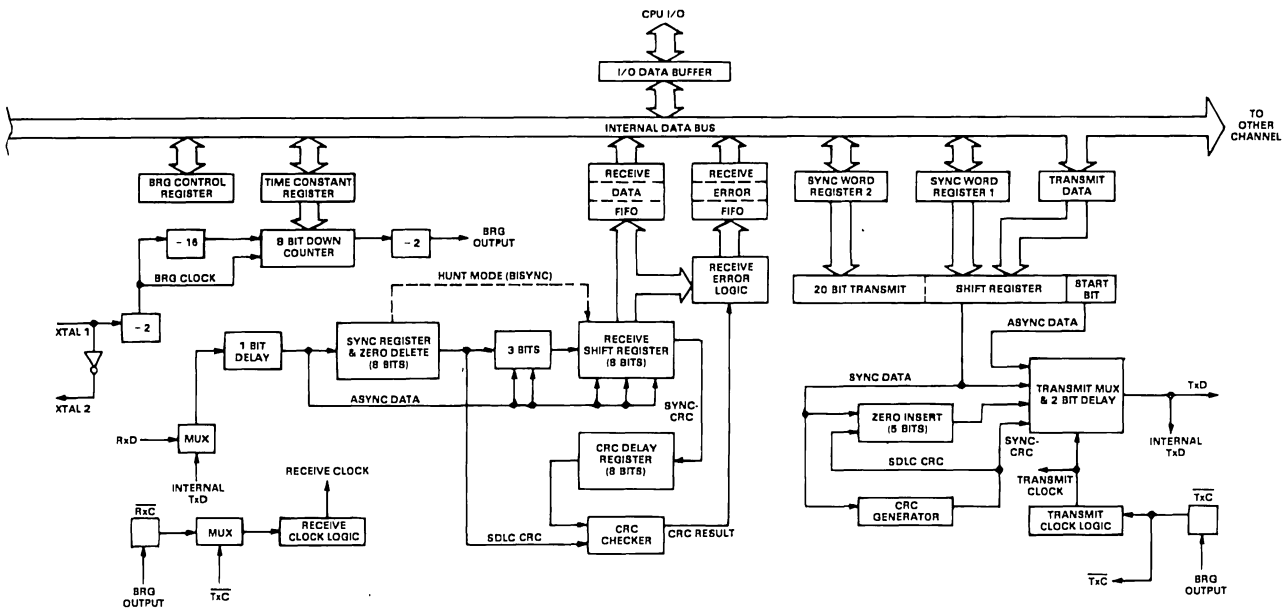 CPU I/O
I/O DATA BUFFER
INTERNAL DATA BUS
TO
OTHER
CHANNEL
BRG CONTROL
REGISTER
TIME CONSTANT
REGISTER
RECEIVE
DATA
FIFO
RECEIVE
ERROR
FIFO
SYNC WORD
REGISTER 2
SYNC WORD
REGISTER 1
TRANSMIT
DATA
- 16
8 BIT DOWN
COUNTER
- 2
BRG
OUTPUT
BRG CLOCK
HUNT MODE (BISYNC)
RECEIVE
ERROR
LOGIC
20 BIT TRANSMIT
SHIFT REGISTER
START
BIT
XTAL 1
- 2
XTAL 2
1 BIT
DELAY
SYNC REGISTER
& ZERO DELETE
(8 BITS)
3 BITS
RECEIVE
SHIFT REGISTER
(8 BITS)
ASYNC DATA
ASYNC DATA
SYNC DATA
TRANSMIT MUX
& 2 BIT DELAY
TxD
INTERNAL
TxD
RxD
MUX
INTERNAL
TxD
SYNC-
CRC
CRC DELAY
REGISTER
(8 BITS)
ZERO INSERT
(5 BITS)
SYNC-
CRC
SDLC CRC
TRANSMIT
CLOCK
RECEIVE CLOCK
RxC
MUX
RECEIVE
CLOCK LOGIC
BRG
OUTPUT
TxC
SDLC CRC
CRC
CHECKER
CRC RESULT
CRC
GENERATOR
TRANSMIT
CLOCK LOGIC
TxC
TxC
BRG
OUTPUT